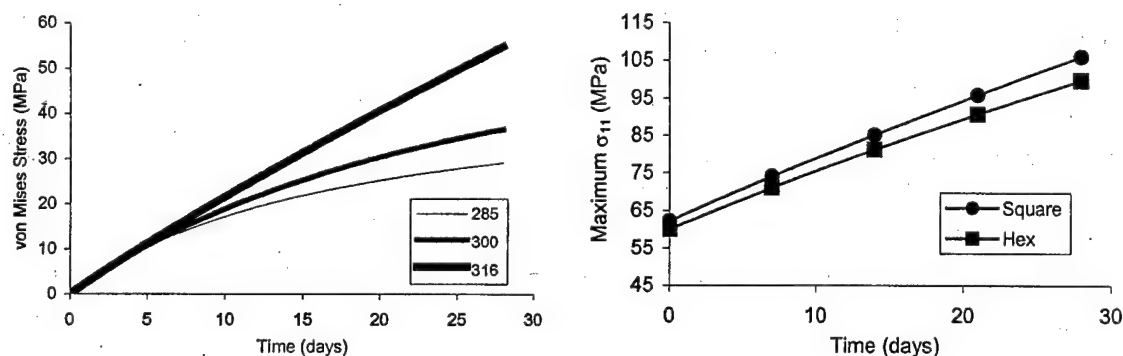 60
50
40
30
20
10
0
von Mises Stress (MPa)
285
300
316
0 5 10 15 20 25 30
Time (days)
115
105
95
85
75
65
55
45
Maximum σ11 (MPa)
Square
Hex
0 10 20 30
Time (days)